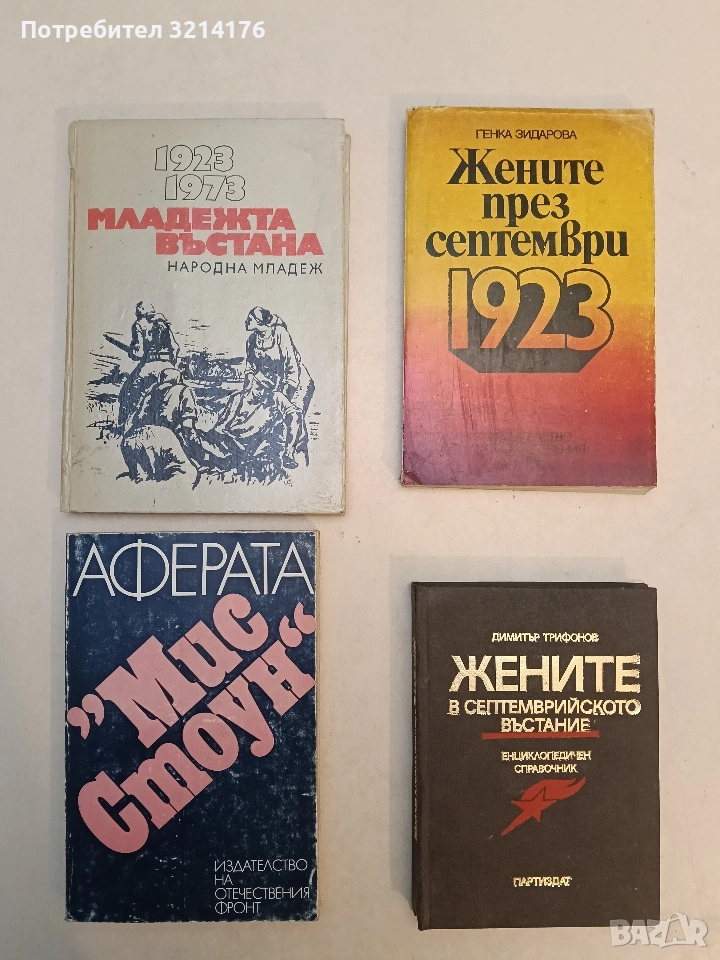 Потребител 3214176
1923
1973
МЛАДЕЖТА
ВЪСТАНА
НАРОДНА МЛАДЕЖ
ГЕНКА ЗИДАРОВА
Жените
през
септември
1923
АФЕРАТА
„Мис
Стоун“
ИЗДАТЕЛСТВО
НА
ОТЕЧЕСТВЕНИЯ
ФРОНТ
ДИМИТЪР ТРИФОНОВ
ЖЕНИТЕ
В СЕПТЕМВРИЙСКОТО
ВЪСТАНИЕ
ЕНЦИКЛОПЕДИЧЕН
СПРАВОЧНИК
ПАРТИЗДАТ
BAZAR